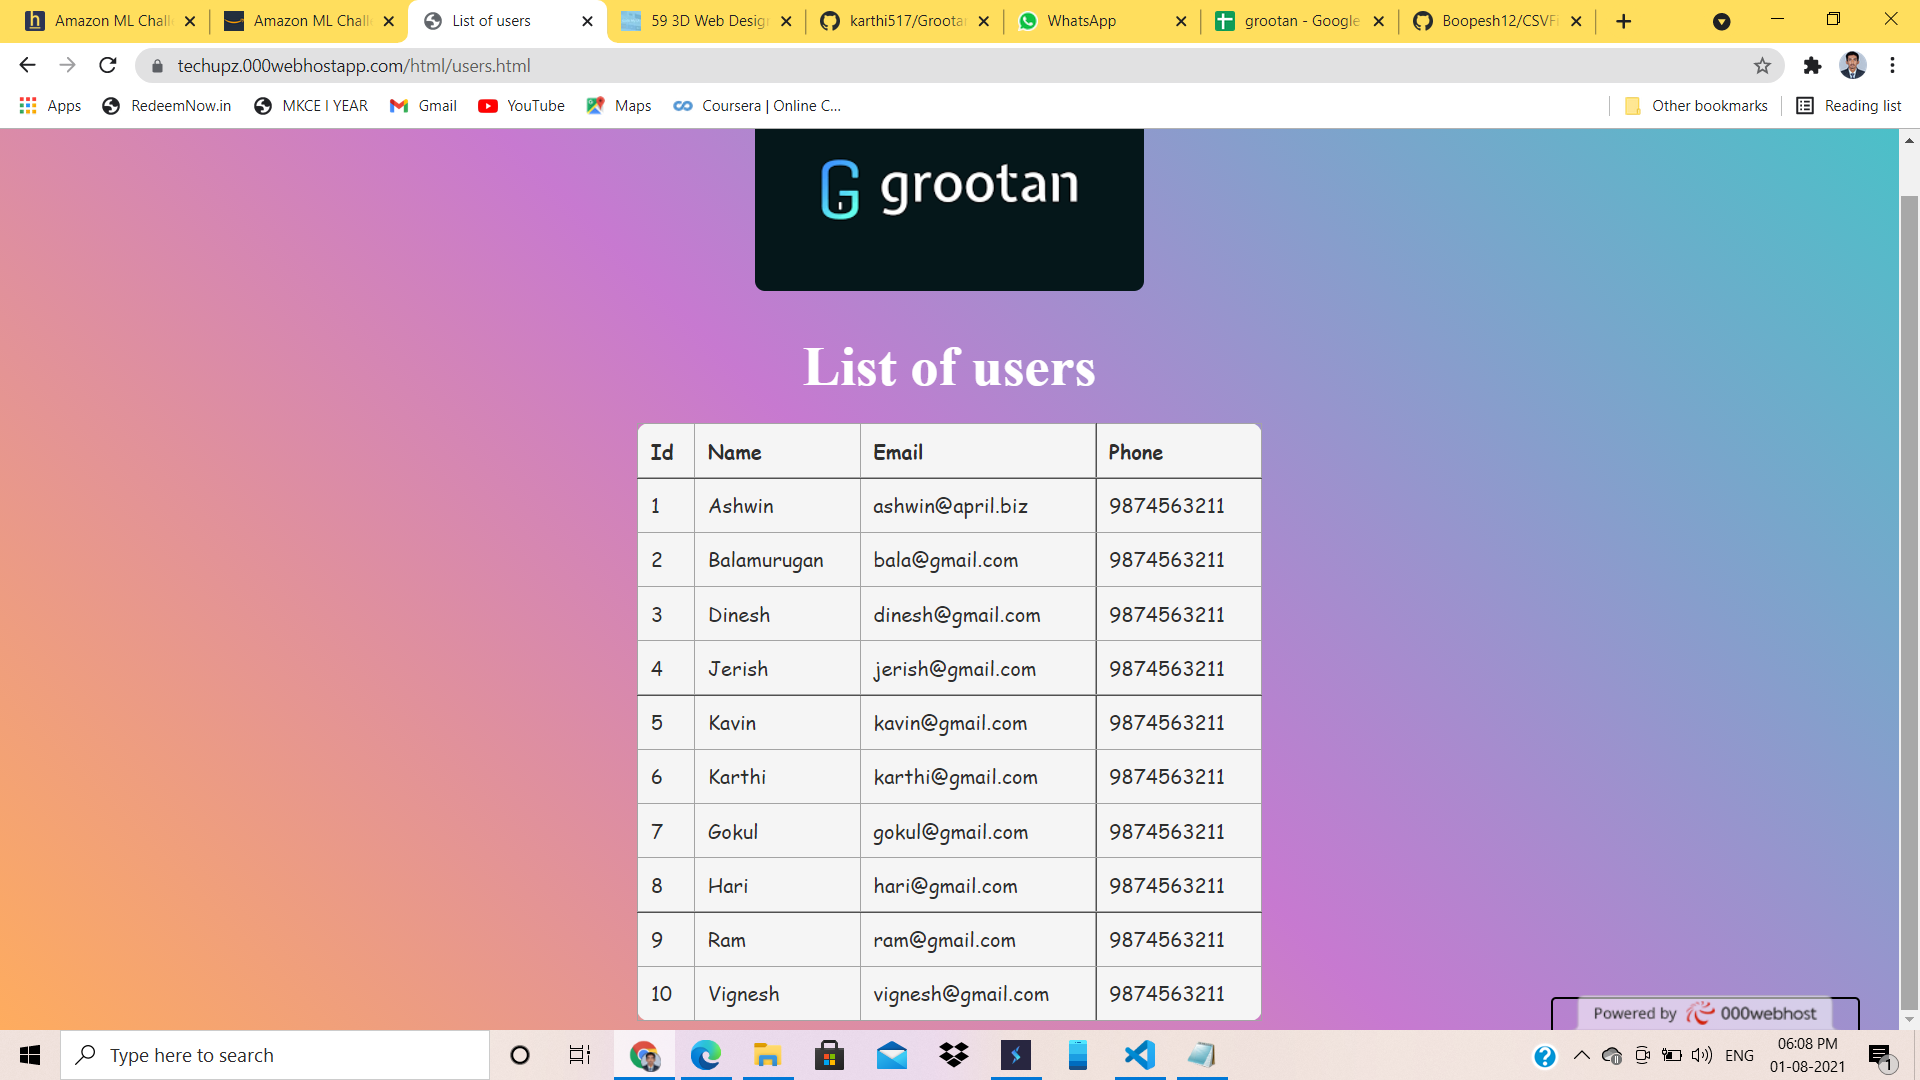 Amazon ML Chall
Amazon ML Chall
List of users
59 3D Web Desig
karthi517/Groota
WhatsApp
grootan - Google
Boopesh12/CSVFi
techupz.000webhostapp.com/html/users.html
Apps
RedeemNow.in
MKCE I YEAR
Gmail
YouTube
Maps
Coursera | Online C...
Other bookmarks
Reading list
G grootan
List of users
Id Name Email Phone
1 Ashwin ashwin@april.biz 9874563211
2 Balamurugan bala@gmail.com 9874563211
3 Dinesh dinesh@gmail.com 9874563211
4 Jerish jerish@gmail.com 9874563211
5 Kavin kavin@gmail.com 9874563211
6 Karthi karthi@gmail.com 9874563211
7 Gokul gokul@gmail.com 9874563211
8 Hari hari@gmail.com 9874563211
9 Ram ram@gmail.com 9874563211
10 Vignesh vignesh@gmail.com 9874563211
Powered by 000webhost
Type here to search
ENG
06:08 PM
01-08-2021
1